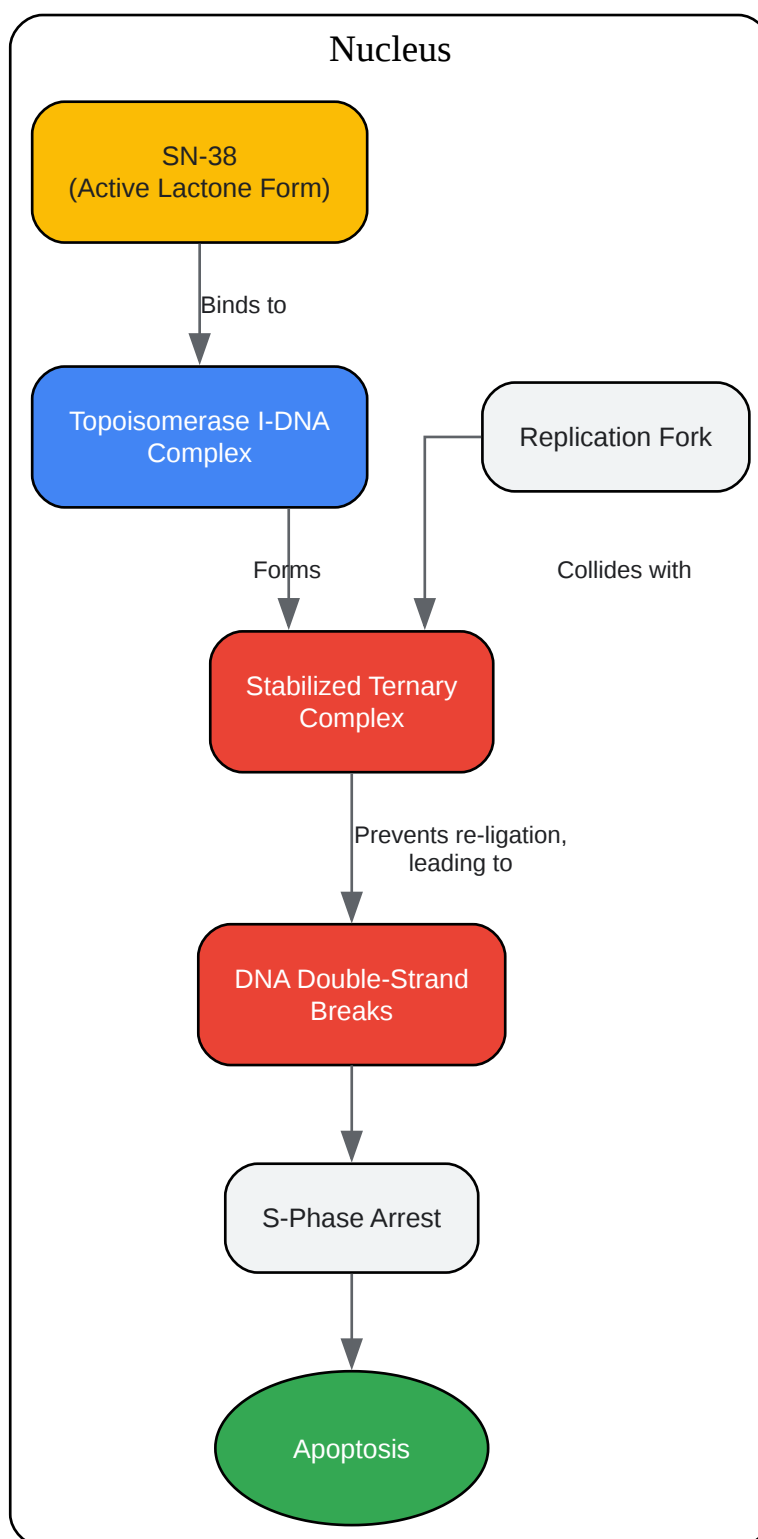 Nucleus
SN-38
(Active Lactone Form)
Binds to
Topoisomerase I-DNA
Complex
Replication Fork
Forms
Collides with
Stabilized Ternary
Complex
Prevents re-ligation,
leading to
DNA Double-Strand
Breaks
S-Phase Arrest
Apoptosis